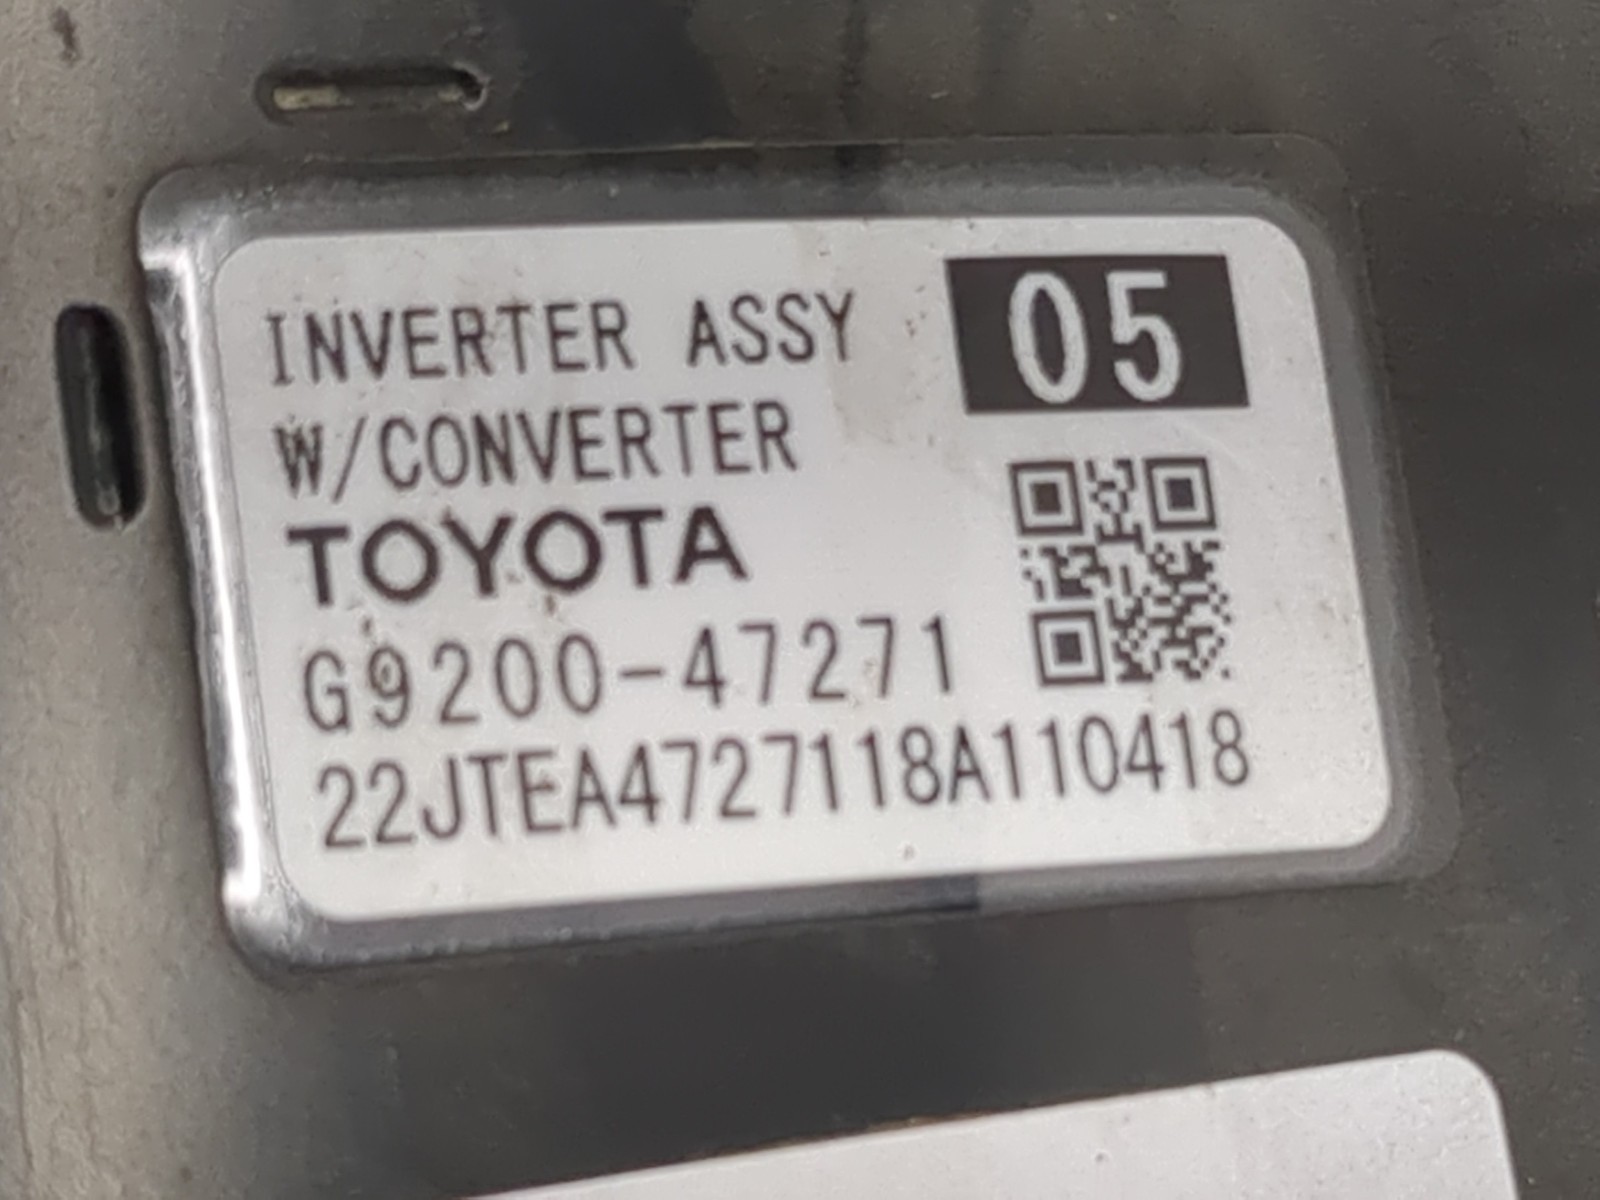 INVERTER ASSY 05
W/CONVERTER
TOYOTA
G9200-47271
22JTEA4727118A110418